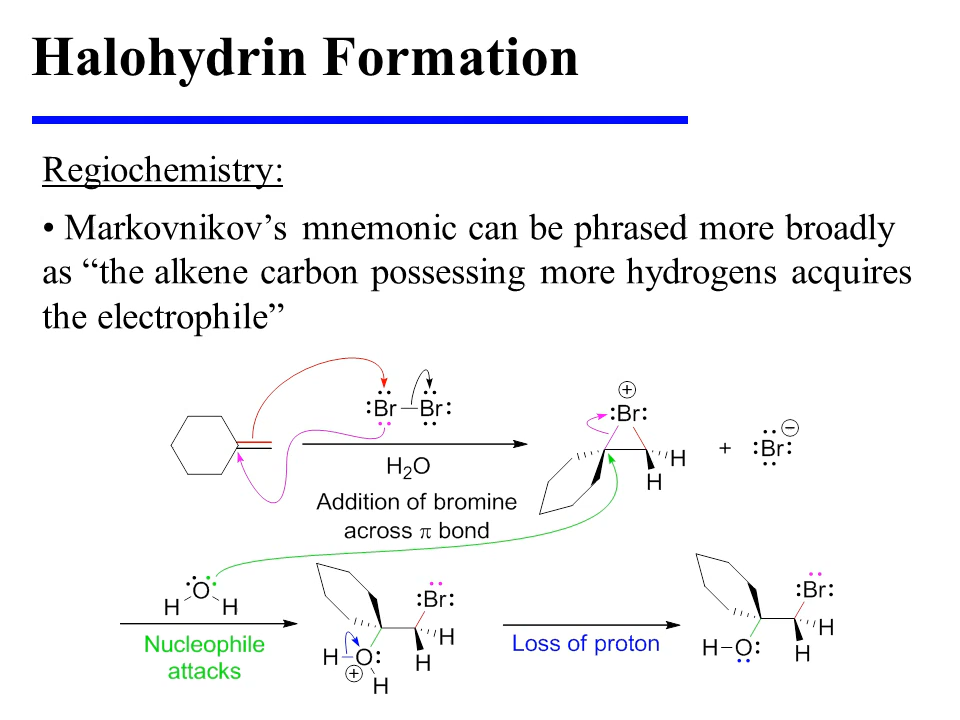 Halohydrin Formation
Regiochemistry:
• Markovnikov’s mnemonic can be phrased more broadly
as “the alkene carbon possessing more hydrogens acquires
the electrophile”
Br Br
H2O
Addition of bromine
across π bond
+
Br
H
H
+
Br
−
H O H
Nucleophile
attacks
Br
H
H
H O
+
H
Loss of proton
Br
H
H
H O